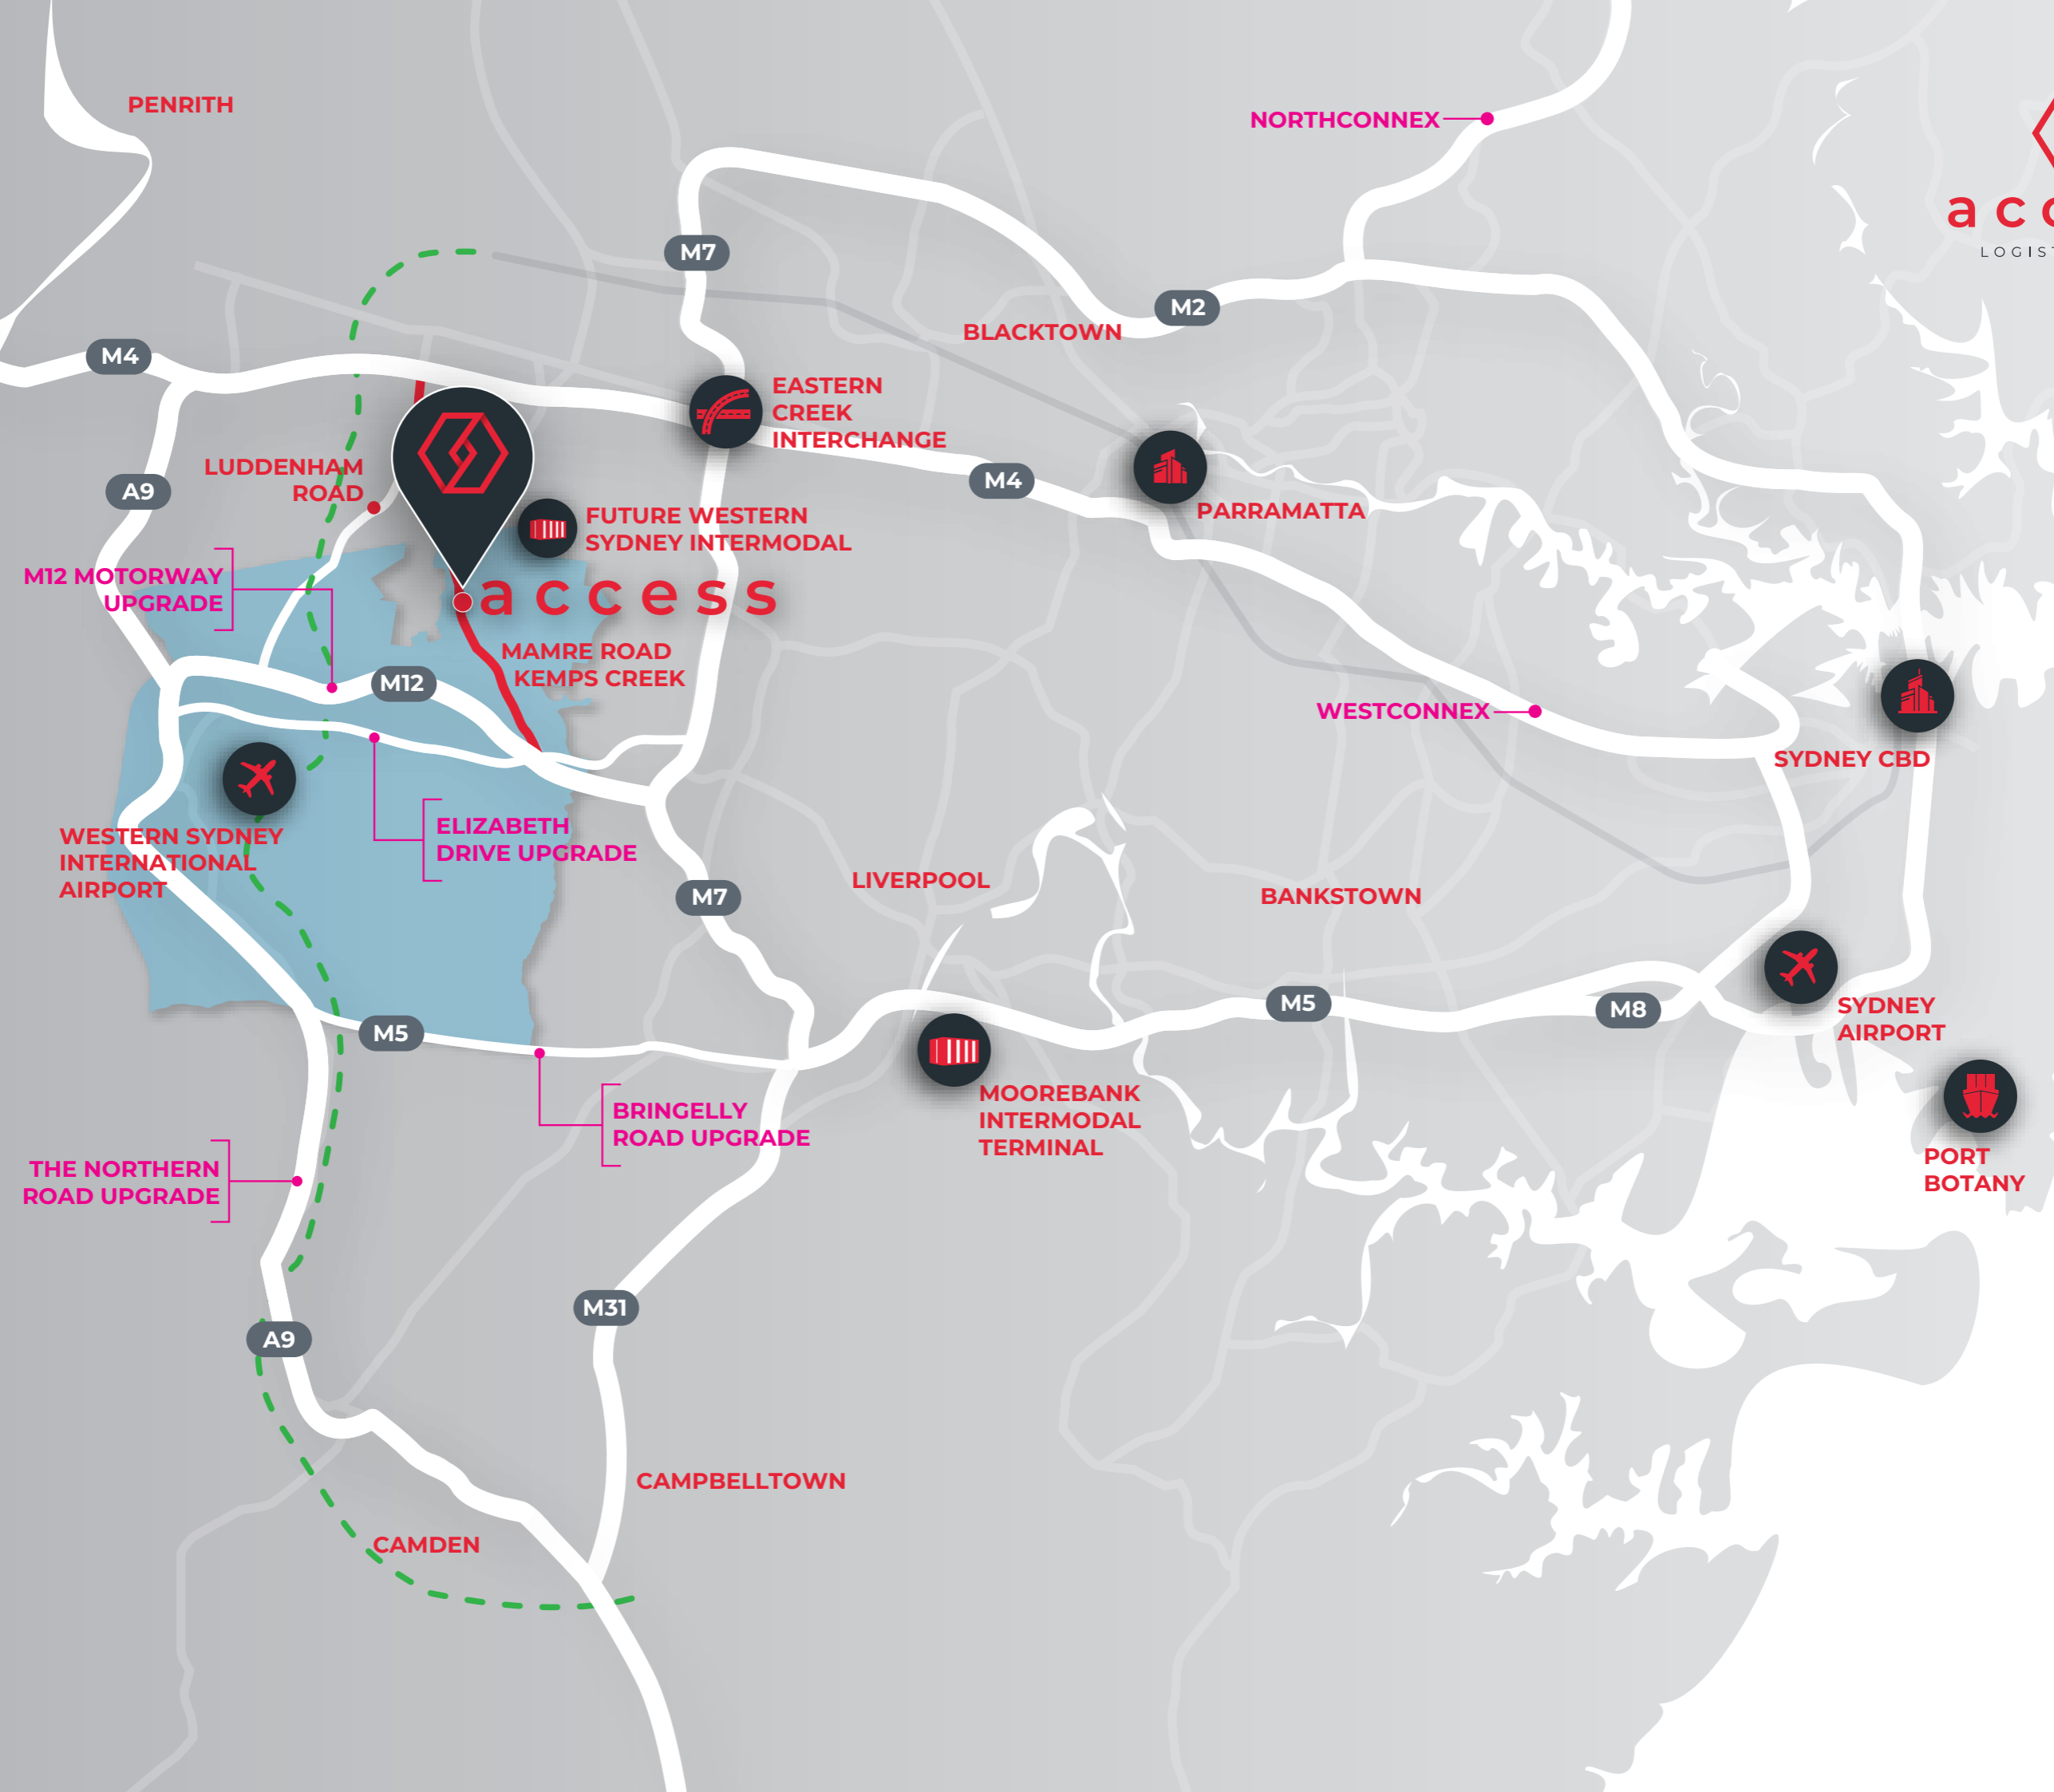 PENRITH
NORTHCONNEX
M7
M2
BLACKTOWN
M4
EASTERN
CREEK
INTERCHANGE
A9
LUDDENHAM
ROAD
M4
PARRAMATTA
FUTURE WESTERN
SYDNEY INTERMODAL
M12 MOTORWAY
UPGRADE
access
MAMRE ROAD
KEMPS CREEK
M12
WESTCONNEX
SYDNEY CBD
WESTERN SYDNEY
INTERNATIONAL
AIRPORT
ELIZABETH
DRIVE UPGRADE
M7
LIVERPOOL
BANKSTOWN
M5
M5
M8
SYDNEY
AIRPORT
MOOREBANK
INTERMODAL
TERMINAL
PORT
BOTANY
BRINGELLY
ROAD UPGRADE
THE NORTHERN
ROAD UPGRADE
M31
A9
CAMPBELLTOWN
CAMDEN